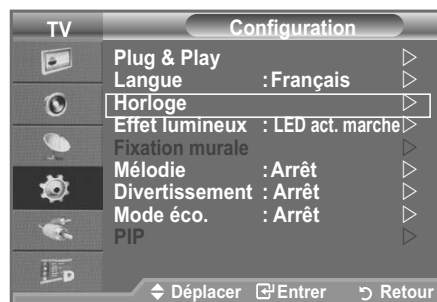 TV
Configuration
Plug & Play
Langue : Français
Horloge
Effet lumineux : LED act. marche
Fixation murale
Mélodie : Arrêt
Divertissement : Arrêt
Mode éco. : Arrêt
PIP
Déplacer Entrer Retour